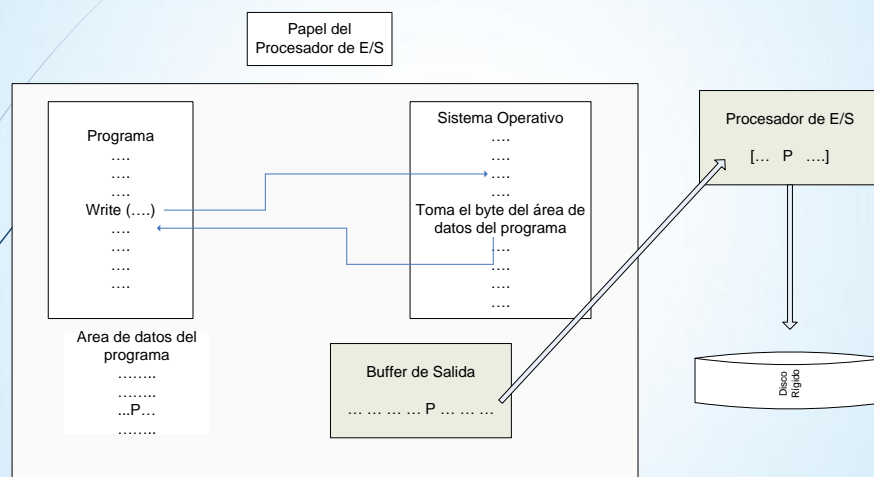 Papel del
Procesador de E/S
Programa
….
….
….
Write (….)
….
….
….
….
Sistema Operativo
….
….
….
….
Toma el byte del área de
datos del programa
….
….
….
….
Procesador de E/S
[… P ….]
Area de datos del
programa
……..
……..
...P…
……..
Buffer de Salida
… … … … P … … …
Disco
Rígido